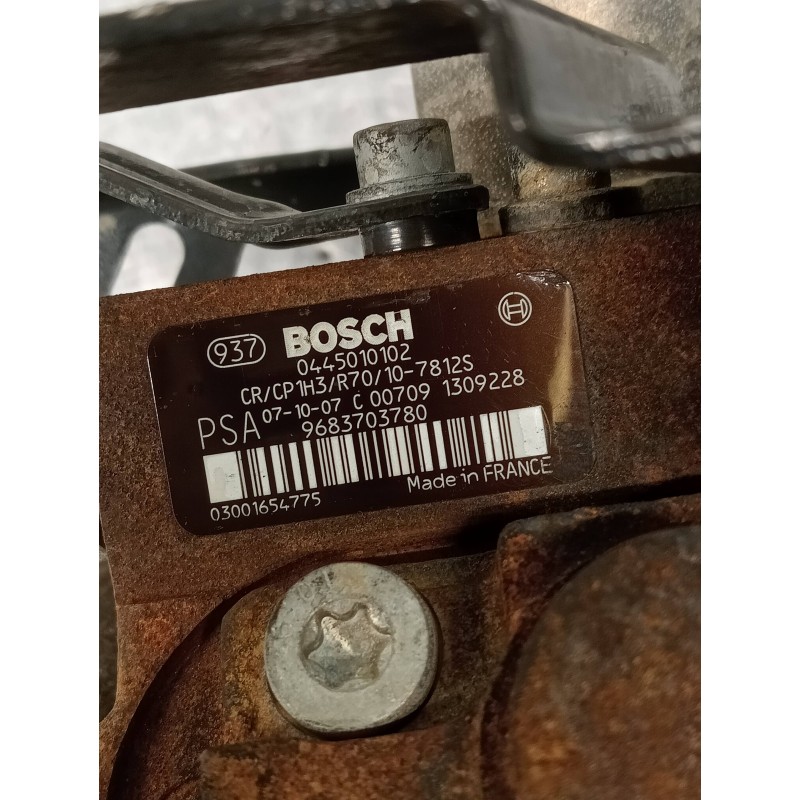 937 BOSCH
0445010102
CR/CP1H3/R70/10-7812S
PSA 07-10-07 C 00709 1309228
9683703780
03001654775 Made in FRANCE